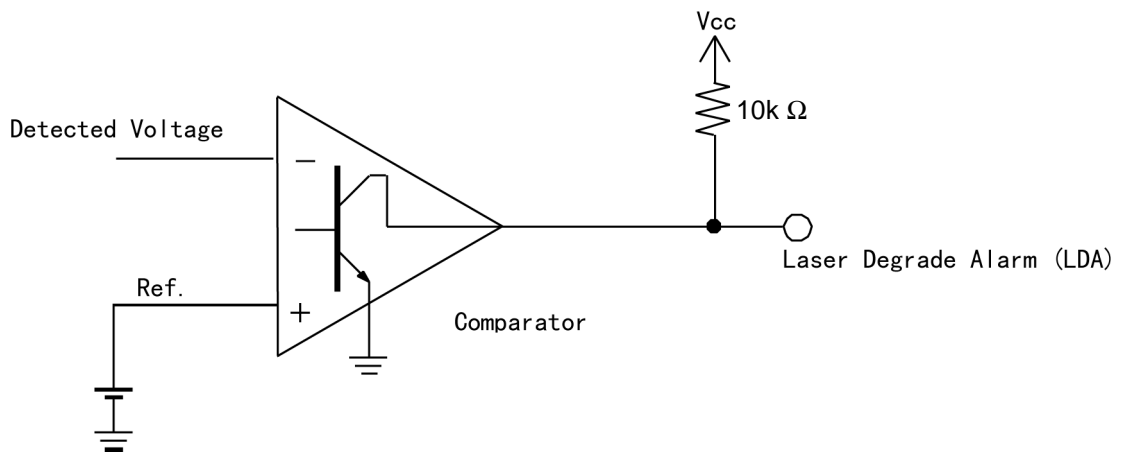 Vcc
10k Ω
Detected Voltage
−
Laser Degrade Alarm (LDA)
Ref.
+
Comparator